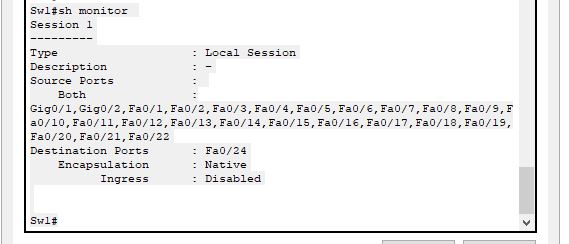 Sw1#sh monitor
Session 1
---------
Type                   : Local Session
Description            : -
Source Ports           :
    Both               :
Gig0/1,Gig0/2,Fa0/1,Fa0/2,Fa0/3,Fa0/4,Fa0/5,Fa0/6,Fa0/7,Fa0/8,Fa0/9,F
a0/10,Fa0/11,Fa0/12,Fa0/13,Fa0/14,Fa0/15,Fa0/16,Fa0/17,Fa0/18,Fa0/19,
Fa0/20,Fa0/21,Fa0/22
Destination Ports      : Fa0/24
    Encapsulation      : Native
          Ingress      : Disabled
Sw1#